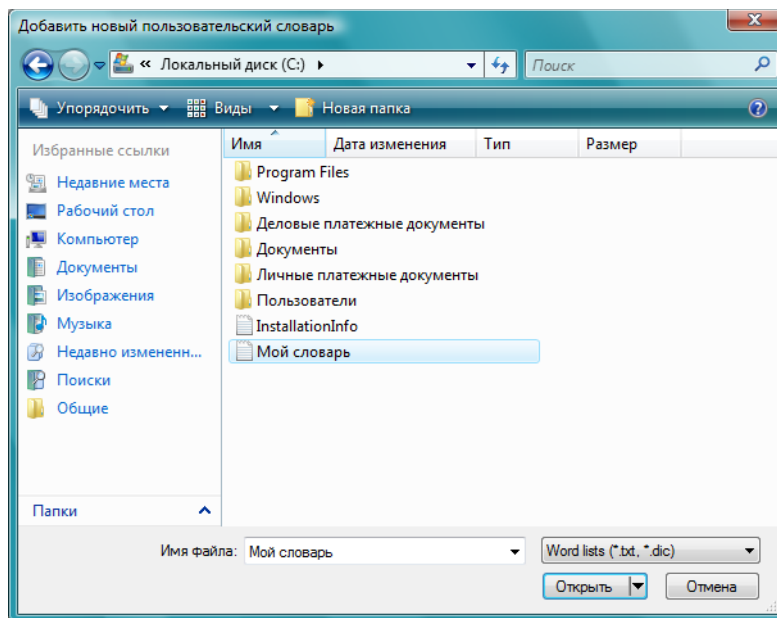 Добавить новый пользовательский словарь
« Локальный диск (C:)
Поиск
Упорядочить Виды Новая папка
Избранные ссылки
Недавние места
Рабочий стол
Компьютер
Документы
Изображения
Музыка
Недавно измененн...
Поиски
Общие
Папки
Имя Дата изменения Тип Размер
Program Files
Windows
Деловые платежные документы
Документы
Личные платежные документы
Пользователи
InstallationInfo
Мой словарь
Имя файла: Мой словарь Word lists (*.txt, *.dic)
Открыть Отмена